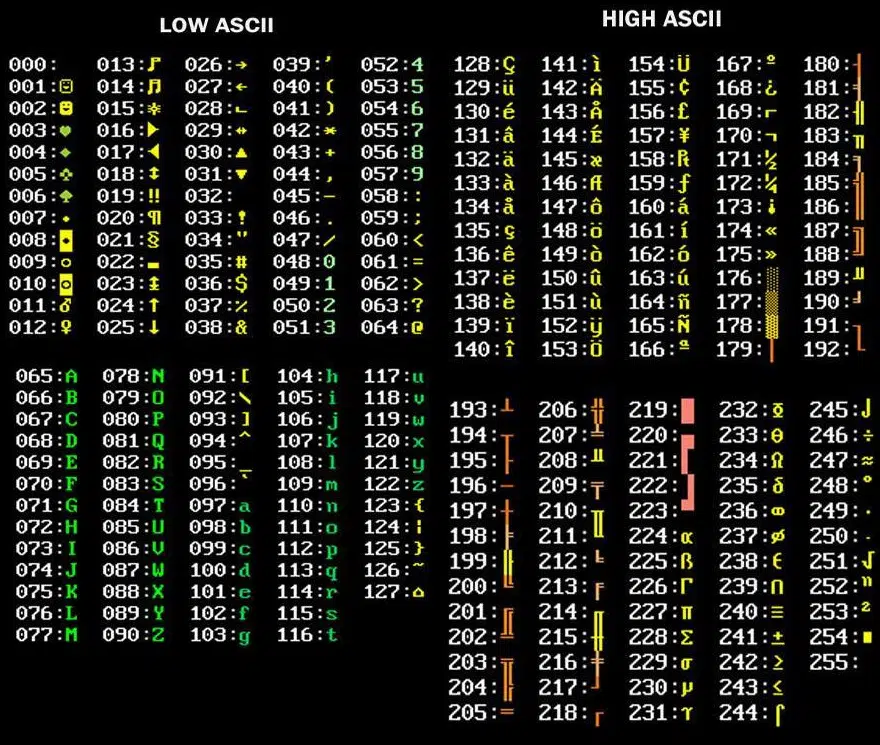 LOW ASCII
000: 013:♪ 026:→ 039:' 052:4
001:☺ 014:♫ 027:← 040:( 053:5
002:☻ 015:☼ 028:∟ 041:) 054:6
003:♥ 016:► 029:↔ 042:* 055:7
004:♦ 017:◄ 030:▲ 043:+ 056:8
005:♣ 018:↕ 031:▼ 044:, 057:9
006:♠ 019:‼ 032: 045:- 058::
007:• 020:¶ 033:! 046:. 059:;
008:◘ 021:§ 034:" 047:/ 060:<
009:○ 022:▬ 035:# 048:0 061:=
010:◙ 023:↨ 036:$ 049:1 062:>
011:♂ 024:↑ 037:% 050:2 063:?
012:♀ 025:↓ 038:& 051:3 064:@
065:A 078:N 091:[ 104:h 117:u
066:B 079:O 092:\ 105:i 118:v
067:C 080:P 093:] 106:j 119:w
068:D 081:Q 094:^ 107:k 120:x
069:E 082:R 095:_ 108:l 121:y
070:F 083:S 096:` 109:m 122:z
071:G 084:T 097:a 110:n 123:{
072:H 085:U 098:b 111:o 124:¦
073:I 086:V 099:c 112:p 125:}
074:J 087:W 100:d 113:q 126:~
075:K 088:X 101:e 114:r 127:⌂
076:L 089:Y 102:f 115:s
077:M 090:Z 103:g 116:t
HIGH ASCII
128:Ç 141:ì 154:Ü 167:º 180:┤
129:ü 142:Ä 155:¢ 168:¿ 181:╡
130:é 143:Å 156:£ 169:⌐ 182:╢
131:â 144:É 157:¥ 170:¬ 183:╖
132:ä 145:æ 158:₧ 171:½ 184:╕
133:à 146:Æ 159:ƒ 172:¼ 185:╣
134:å 147:ô 160:á 173:¡ 186:║
135:ç 148:ö 161:í 174:« 187:╗
136:ê 149:ò 162:ó 175:» 188:╝
137:ë 150:û 163:ú 176:░ 189:╜
138:è 151:ù 164:ñ 177:▒ 190:╛
139:ï 152:ÿ 165:Ñ 178:▓ 191:┐
140:î 153:Ö 166:ª 179:│ 192:└
193:┴ 206:╬ 219:█ 232:Φ 245:⌡
194:┬ 207:╧ 220:▄ 233:Θ 246:÷
195:├ 208:╨ 221:▌ 234:Ω 247:≈
196:─ 209:╤ 222:▐ 235:δ 248:°
197:┼ 210:╥ 223:▀ 236:∞ 249:∙
198:╞ 211:╙ 224:α 237:φ 250:·
199:╟ 212:╘ 225:ß 238:ε 251:√
200:╚ 213:╒ 226:Γ 239:∩ 252:ⁿ
201:╔ 214:╓ 227:π 240:≡ 253:²
202:╩ 215:╫ 228:Σ 241:± 254:■
203:╦ 216:╪ 229:σ 242:≥ 255:
204:╠ 217:┘ 230:µ 243:≤
205:═ 218:┌ 231:τ 244:⌠